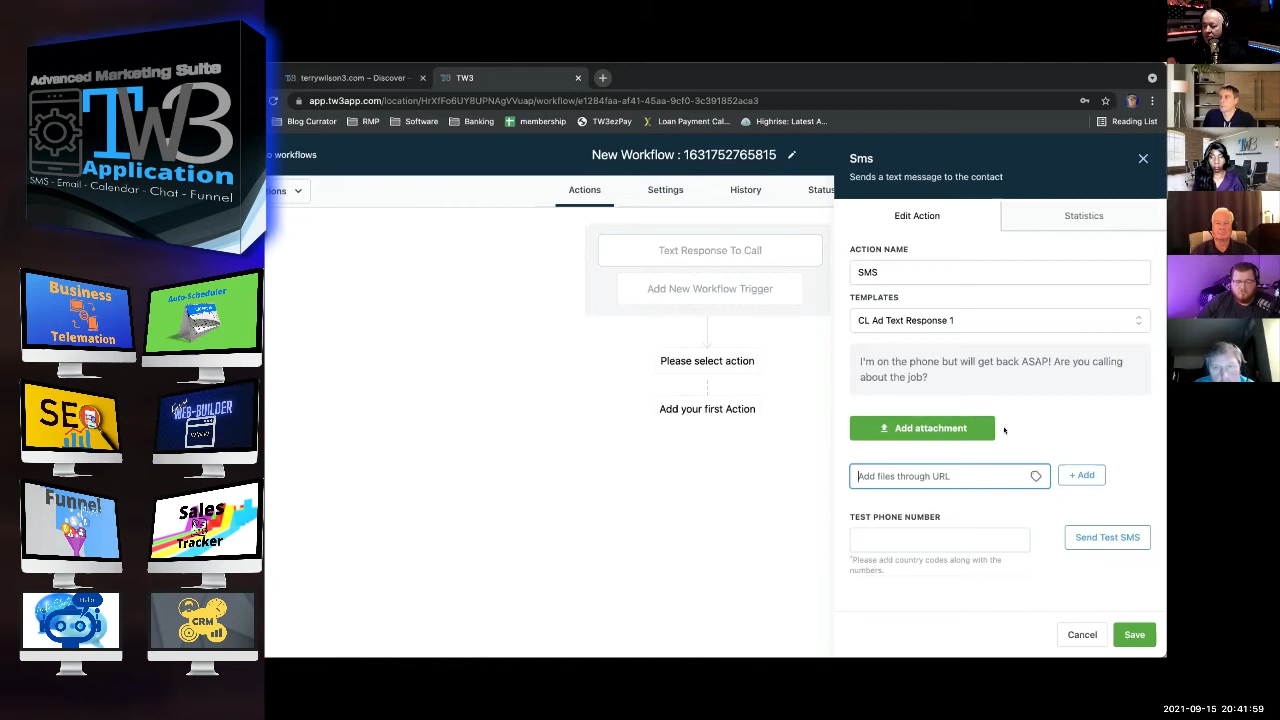 Advanced Marketing Suite
TW3
Application
SMS - Email - Calendar - Chat - Funnel
Business
Telemation
Auto-Scheduler
SEO
WEB-BUILDER
WWW
Funnel
Sales
Tracker
Hello!
CRM
terrywilson3.com – Discover –
TW3
app.tw3app.com/location/HrXfFo6UY8UPNAgVVuap/workflow/e1284faa-af41-45aa-9cf0-3c391852aca3
Blog Curator
RMP
Software
Banking
membership
TW3ezPay
Loan Payment Cal...
Highrise: Latest A...
Reading List
to workflows
New Workflow : 1631752765815
Actions
Settings
History
Status
Text Response To Call
Add New Workflow Trigger
Please select action
Add your first Action
Sms
Sends a text message to the contact
Edit Action
Statistics
ACTION NAME
SMS
TEMPLATES
CL Ad Text Response 1
I'm on the phone but will get back ASAP! Are you calling
about the job?
Add attachment
Add files through URL
+ Add
TEST PHONE NUMBER
Send Test SMS
*Please add country codes along with the
numbers.
Cancel
Save
2021-09-15 20:41:59